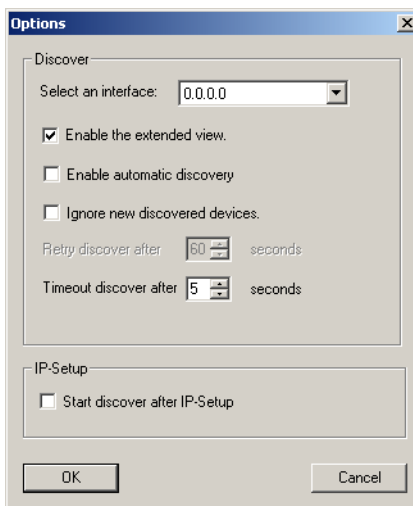 Options
Discover
Select an interface: 0.0.0.0
Enable the extended view.
Enable automatic discovery
Ignore new discovered devices.
Retry discover after 60 seconds
Timeout discover after 5 seconds
IP-Setup
Start discover after IP-Setup
OK Cancel